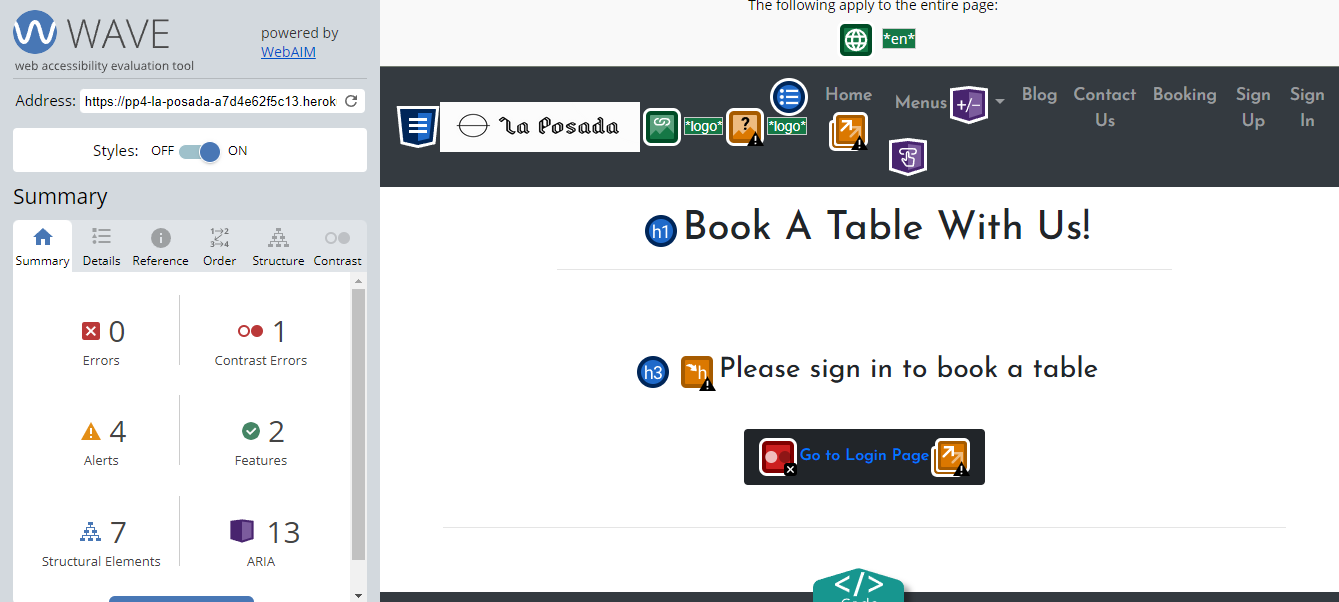 WAVE
powered by
WebAIM
web accessibility evaluation tool
Address: https://pp4-la-posada-a7d4e62f5c13.herok
Styles: OFF ON
Summary
Summary Details Reference Order Structure Contrast
0
Errors
1
Contrast Errors
4
Alerts
2
Features
7
Structural Elements
13
ARIA
The following apply to the entire page:
*en*
La Posada *logo* *logo* Home Menus Blog Contact Us Booking Sign Up Sign In
h1 Book A Table With Us!
h3 h Please sign in to book a table
Go to Login Page
</>